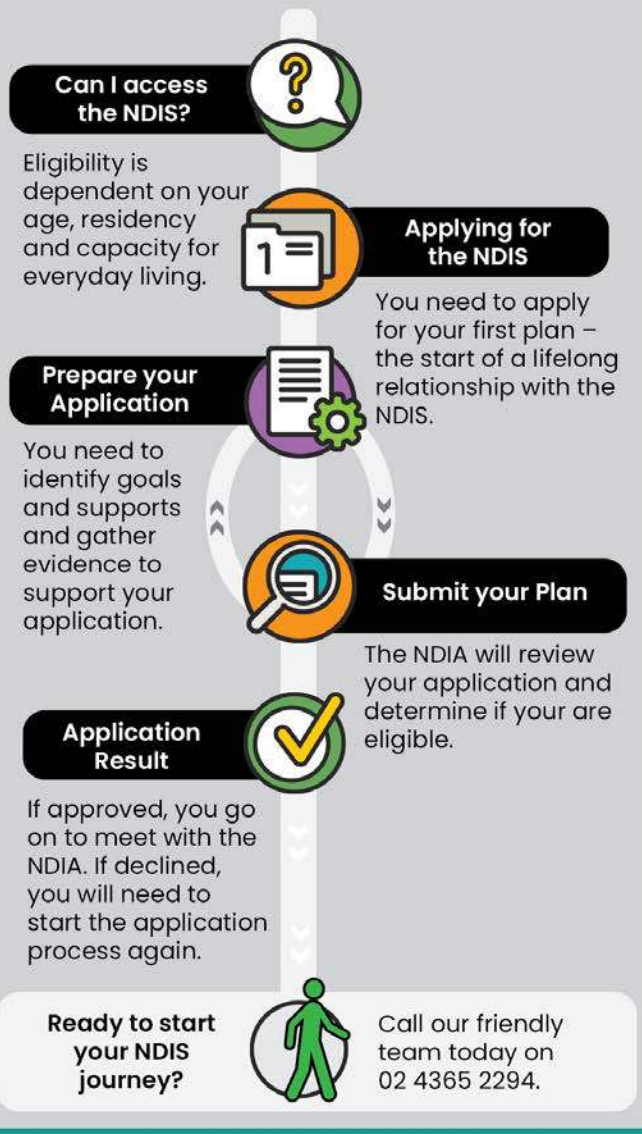 Can I access
the NDIS?
Eligibility is
dependent on your
age, residency
and capacity for
everyday living.
1
Applying for
the NDIS
You need to apply
for your first plan –
the start of a lifelong
relationship with the
NDIS.
Prepare your
Application
You need to
identify goals
and supports
and gather
evidence to
support your
application.
Submit your Plan
The NDIA will review
your application and
determine if your are
eligible.
Application
Result
If approved, you go
on to meet with the
NDIA. If declined,
you will need to
start the application
process again.
Ready to start
your NDIS
journey?
Call our friendly
team today on
02 4365 2294.